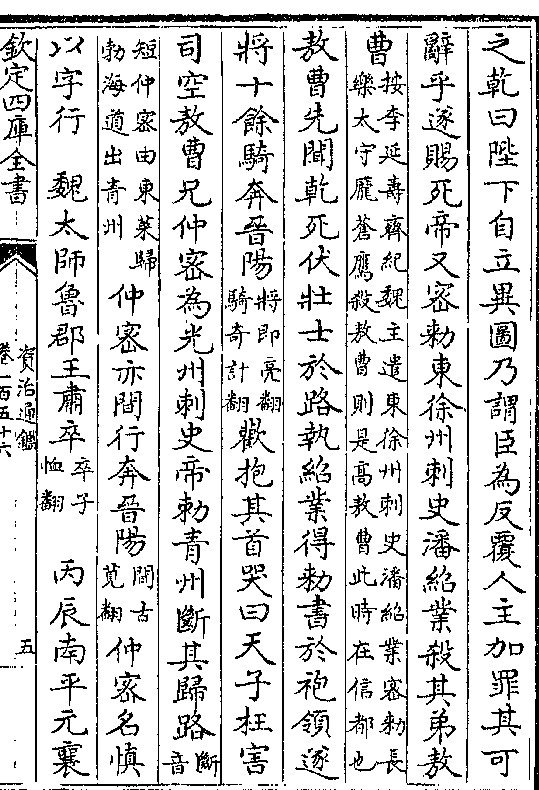 之乾曰陛下自立異圖乃謂臣為反覆人主加罪其可
辭乎遂賜死帝又密勅東徐州刺史潘紹業殺其弟敖
曹
按李延壽齊紀魏主遣東徐州刺史潘紹業密勅長
樂太守龐蒼鷹殺敖曹則是高敖曹此時在信都也
敖曹先聞乾死伏壯士於路執紹業得勅書於袍領遂
將十餘騎奔晉陽
將即亮翻
騎奇計翻
歡抱其首哭曰天子枉害
司空敖曹兄仲密為光州刺史帝勅青州斷其歸路
斷
音
短仲密由東萊歸
勃海道出青州
仲密亦間行奔晉陽
間古
莧翻
仲密名慎
以字行　魏太師魯郡王肅卒
卒子
恤翻
丙辰南平元襄
欽定四庫全書
資治通鑑
卷一百五十六
五